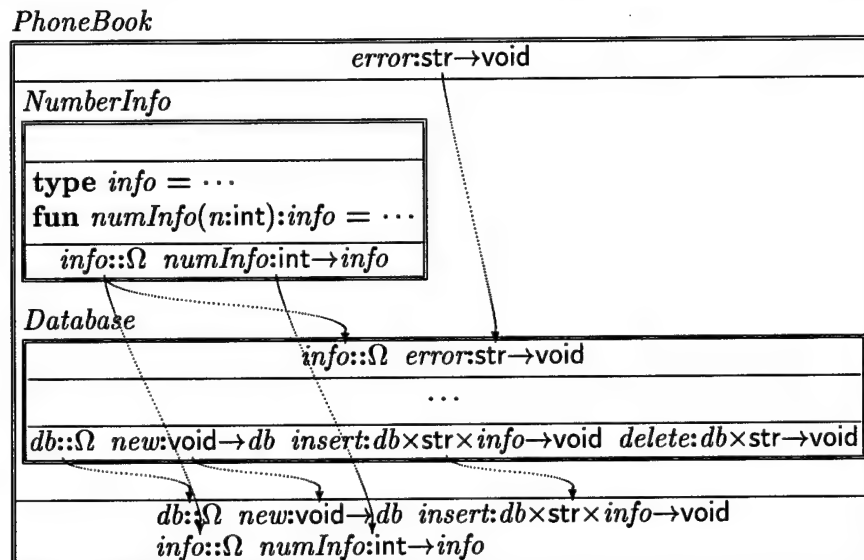 PhoneBook
error:str→void
NumberInfo
type info = ···
fun numInfo(n:int):info = ···
info::Ω numInfo:int→info
Database
info::Ω error:str→void
···
db::Ω new:void→db insert:db×str×info→void delete:db×str→void
db::Ω new:void→db insert:db×str×info→void
info::Ω numInfo:int→info